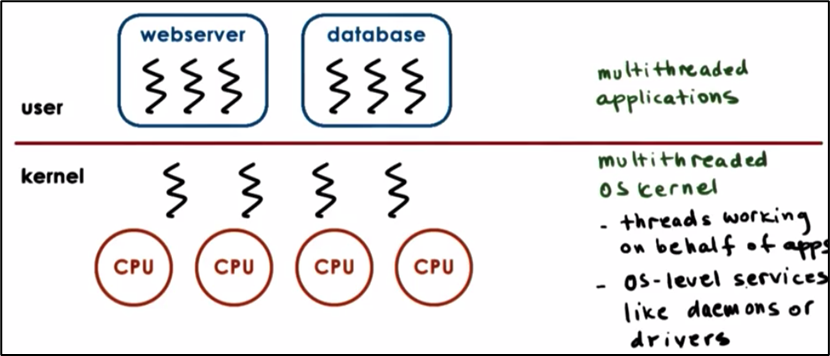 webserver
database
user
multithreaded
applications
kernel
multithreaded
OS kernel
- threads working
on behalf of apps
- OS-level services
like daemons or
drivers
CPU
CPU
CPU
CPU